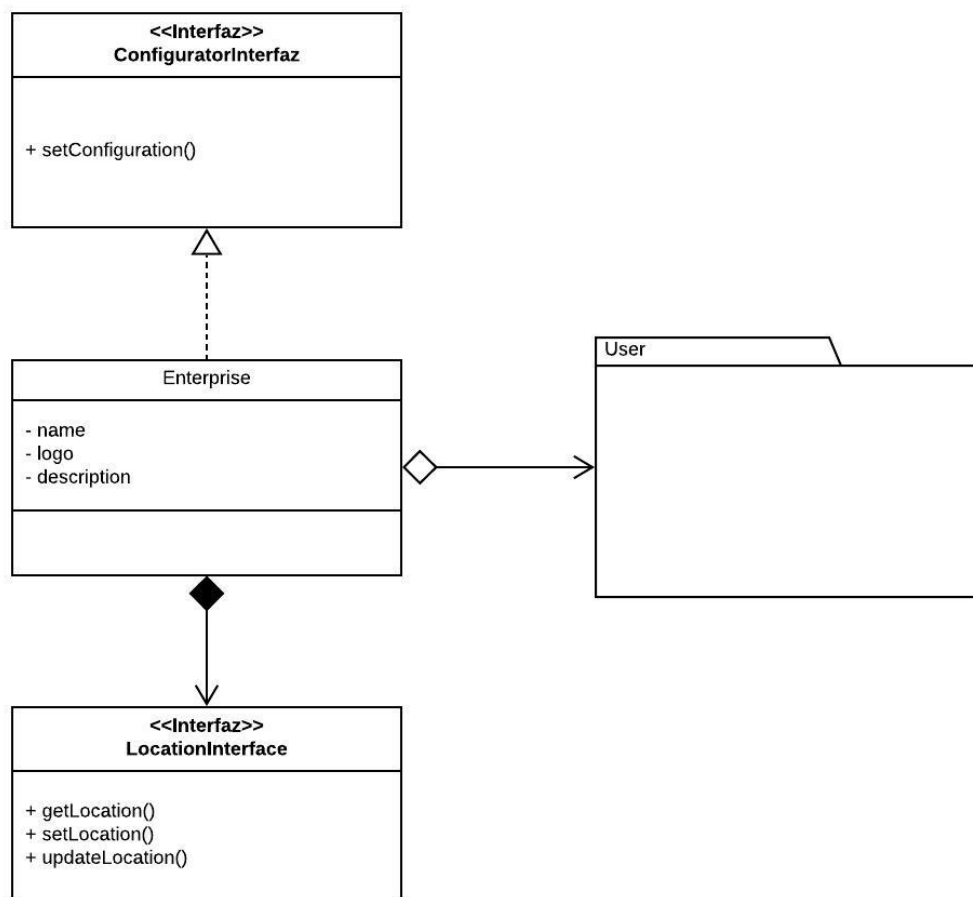 <<Interfaz>>
ConfiguratorInterfaz
+ setConfiguration()
Enterprise
- name
- logo
- description
User
<<Interfaz>>
LocationInterface
+ getLocation()
+ setLocation()
+ updateLocation()